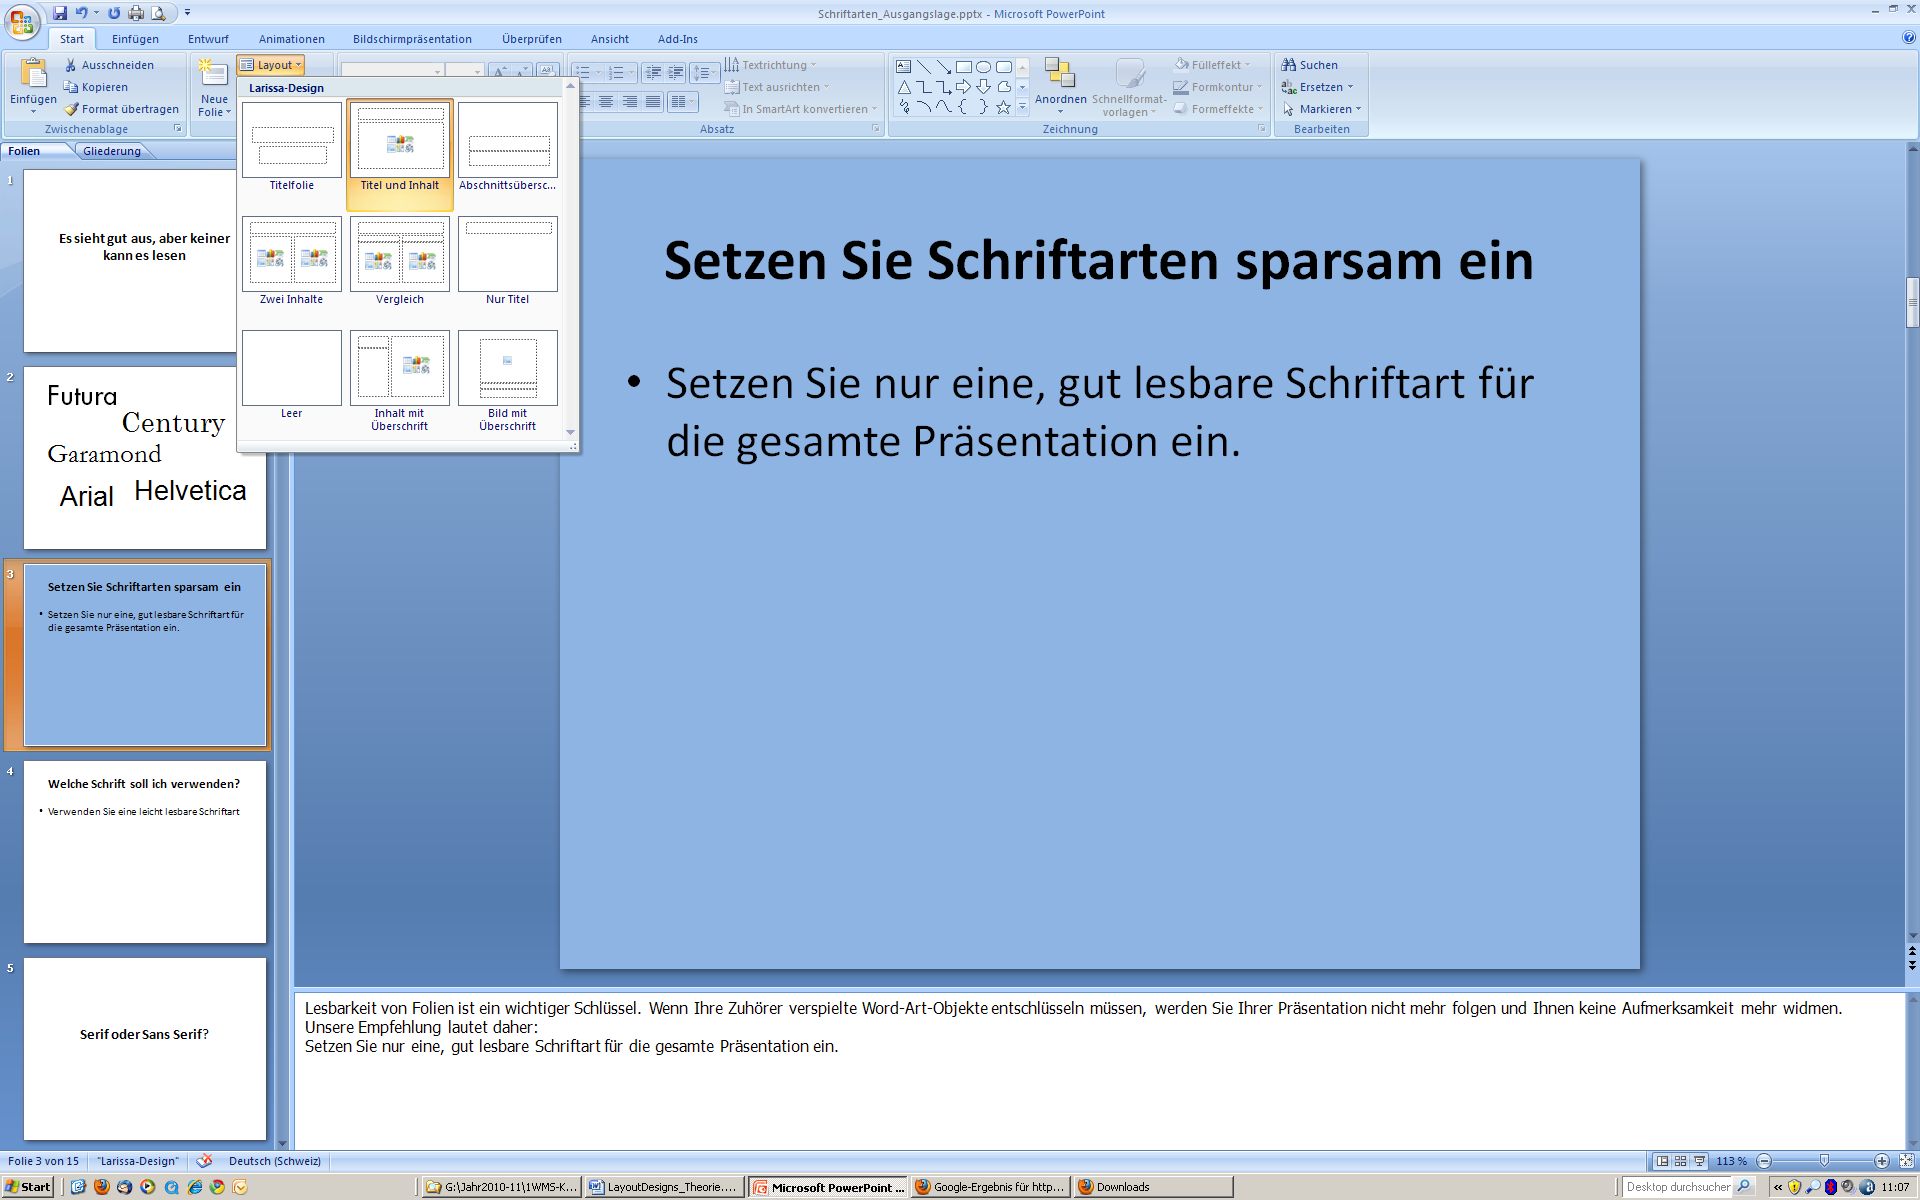 Schriftarten_Ausgangslage.pptx - Microsoft PowerPoint
Start
Einfügen
Entwurf
Animationen
Bildschirmpräsentation
Überprüfen
Ansicht
Add-Ins
Einfügen
Ausschneiden
Kopieren
Format übertragen
Zwischenablage
Neue
Folie
Layout
Textrichtung
Text ausrichten
In SmartArt konvertieren
Absatz
Anordnen
Schnellformat-
vorlagen
Fülleffekt
Formkontur
Formeffekte
Zeichnung
Suchen
Ersetzen
Markieren
Bearbeiten
Larissa-Design
Titelfolie
Titel und Inhalt
Abschnittsübersc...
Zwei Inhalte
Vergleich
Nur Titel
Leer
Inhalt mit
Überschrift
Bild mit
Überschrift
Folien
Gliederung
1
Es sieht gut aus, aber keiner
kann es lesen
2
Futura
Century
Garamond
Arial
Helvetica
3
Setzen Sie Schriftarten sparsam ein
• Setzen Sie nur eine, gut lesbare Schriftart für
die gesamte Präsentation ein.
4
Welche Schrift soll ich verwenden?
• Verwenden Sie eine leicht lesbare Schriftart
5
Serif oder Sans Serif?
Setzen Sie Schriftarten sparsam ein
• Setzen Sie nur eine, gut lesbare Schriftart für
die gesamte Präsentation ein.
Lesbarkeit von Folien ist ein wichtiger Schlüssel. Wenn Ihre Zuhörer verspielte Word-Art-Objekte entschlüsseln müssen, werden Sie Ihrer Präsentation nicht mehr folgen und Ihnen keine Aufmerksamkeit mehr widmen.
Unsere Empfehlung lautet daher:
Setzen Sie nur eine, gut lesbare Schriftart für die gesamte Präsentation ein.
Folie 3 von 15
"Larissa-Design"
Deutsch (Schweiz)
113 %
Start
G:\Jahr2010-11\1WMS-K...
LayoutDesigns_Theorie....
Microsoft PowerPoint ...
Google-Ergebnis für http...
Downloads
Desktop durchsuchen
11:07